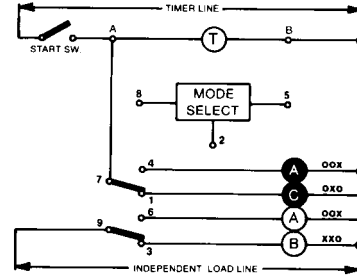 TIMER LINE
START SW.
A
T
B
8
MODE
SELECT
5
2
7
4
A
OOX
1
C
OXO
6
A
OOX
9
3
B
XXO
INDEPENDENT LOAD LINE